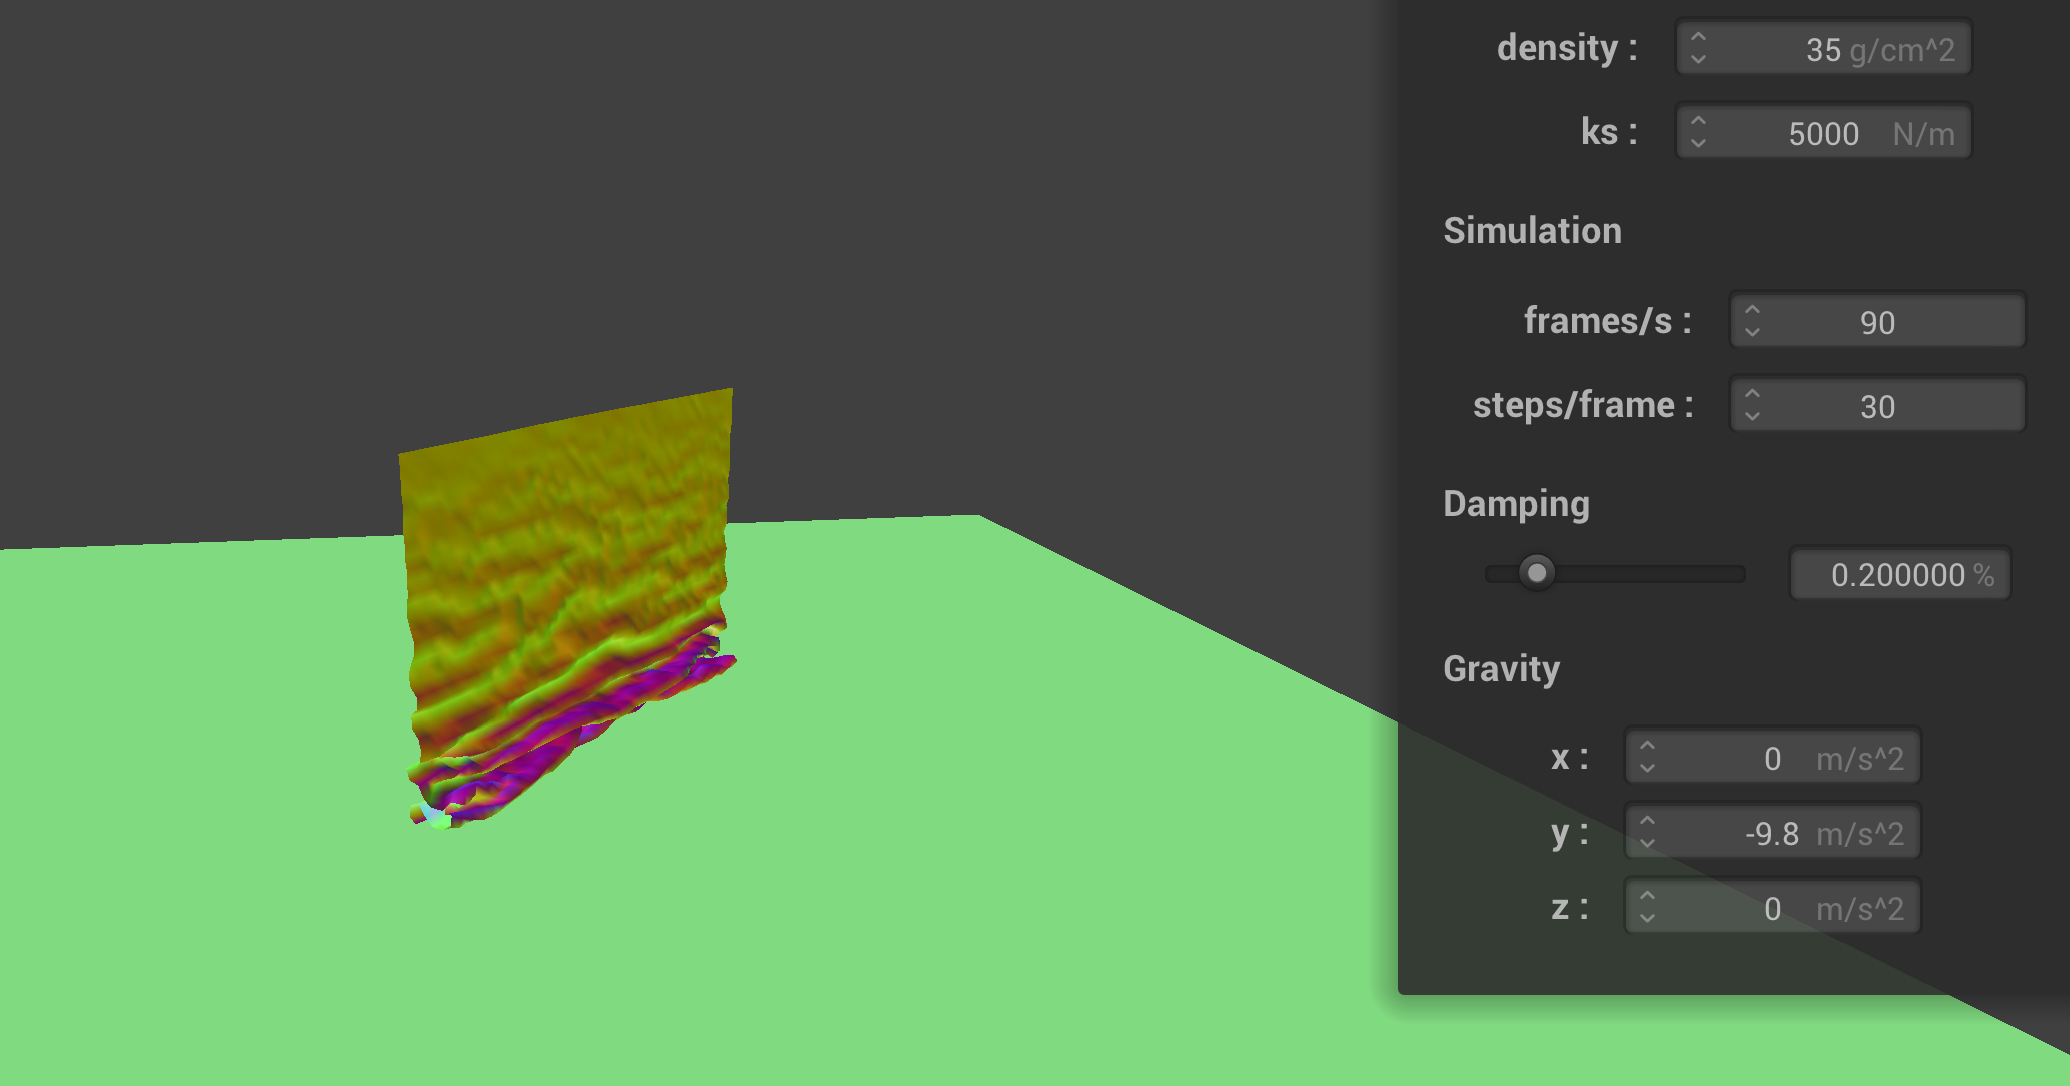 density : 35 g/cm^2
ks : 5000 N/m
Simulation
frames/s : 90
steps/frame : 30
Damping
0.200000 %
Gravity
x : 0 m/s^2
y : -9.8 m/s^2
z : 0 m/s^2